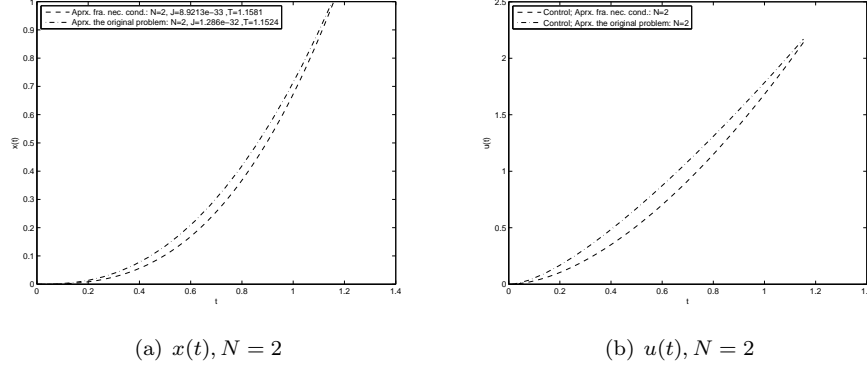 Aprx. fra. nec. cond.: N=2, J=8.9213e-33 ,T=1.1581
Aprx. the original problem: N=2, J=1.286e-32 ,T=1.1524
1
0.9
0.8
0.7
0.6
0.5
0.4
0.3
0.2
0.1
0
x(t)
0 0.2 0.4 0.6 0.8 1 1.2 1.4
t
Control; Aprx. fra. nec. cond.: N=2
Control; Aprx. the original problem: N=2
2.5
2
1.5
1
0.5
0
u(t)
0 0.2 0.4 0.6 0.8 1 1.2 1.4
t
(a) x(t), N = 2
(b) u(t), N = 2